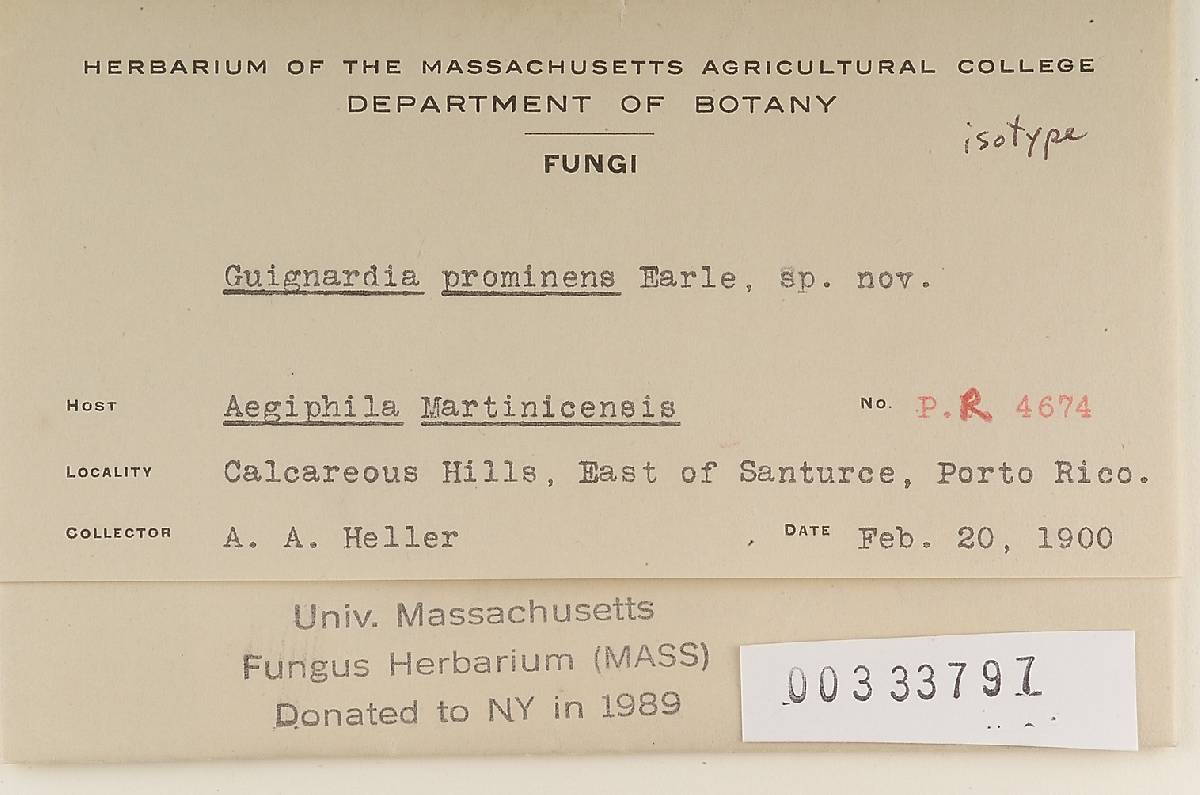 HERBARIUM OF THE MASSACHUSETTS AGRICULTURAL COLLEGE
DEPARTMENT OF BOTANY
isotype
FUNGI
Guignardia prominens Earle, sp. nov.
HOST Aegiphila Martinicensis No. P.R 4674
LOCALITY Calcareous Hills, East of Santurce, Porto Rico.
COLLECTOR A. A. Heller DATE Feb. 20, 1900
Univ. Massachusetts
Fungus Herbarium (MASS)
Donated to NY in 1989
00333797